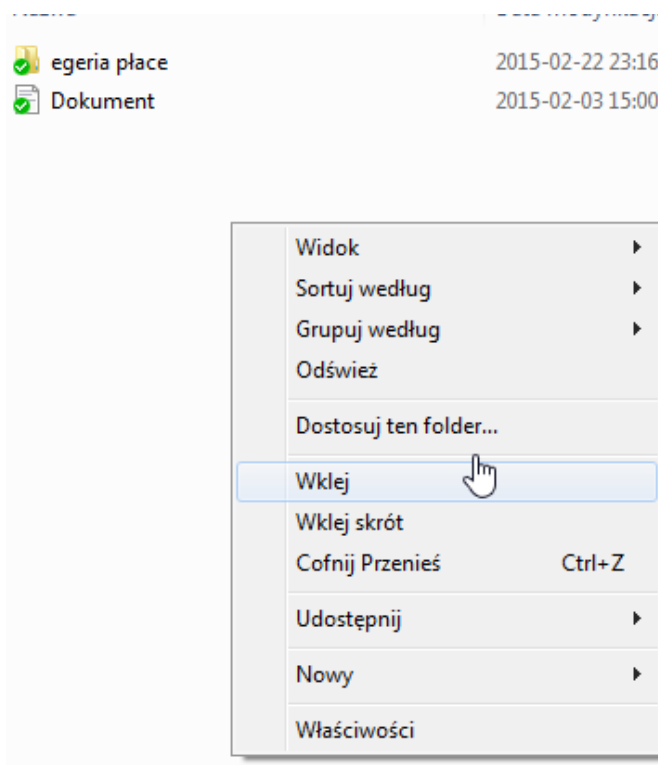 egeria płace 2015-02-22 23:16
Dokument 2015-02-03 15:00
Widok
Sortuj według
Grupuj według
Odśwież
Dostosuj ten folder...
Wklej
Wklej skrót
Cofnij Przenieś Ctrl+Z
Udostępnij
Nowy
Właściwości